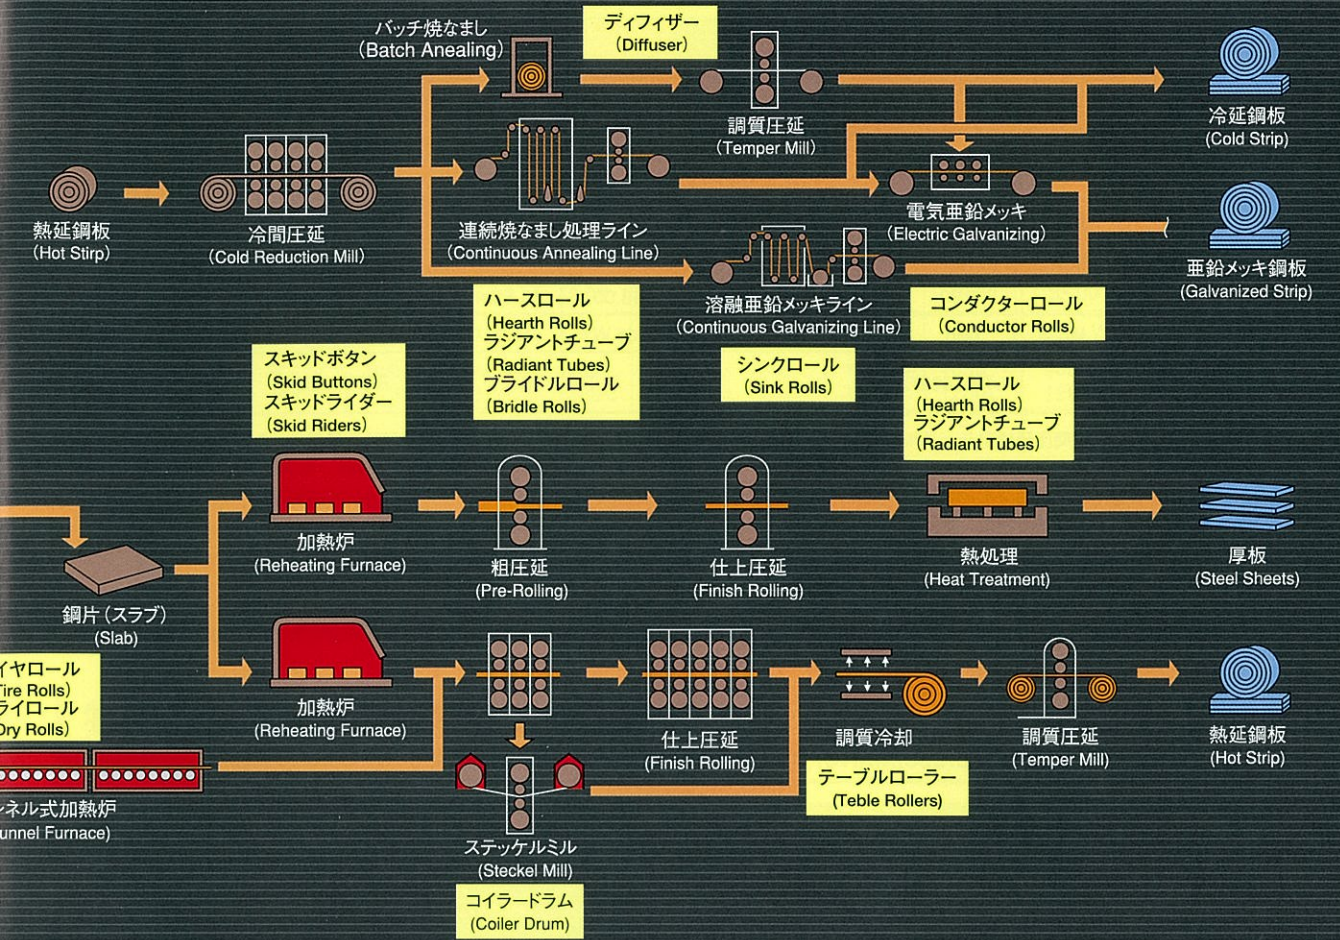 バッチ焼なまし
(Batch Anealing)
ディフィザー
(Diffuser)
調質圧延
(Temper Mill)
冷延鋼板
(Cold Strip)
熱延鋼板
(Hot Stirp)
冷間圧延
(Cold Reduction Mill)
連続焼なまし処理ライン
(Continuous Annealing Line)
電気亜鉛メッキ
(Electric Galvanizing)
亜鉛メッキ鋼板
(Galvanized Strip)
溶融亜鉛メッキライン
(Continuous Galvanizing Line)
ハースロール
(Hearth Rolls)
ラジアントチューブ
(Radiant Tubes)
ブライドルロール
(Bridle Rolls)
コンダクターロール
(Conductor Rolls)
シンクロール
(Sink Rolls)
スキッドボタン
(Skid Buttons)
スキッドライダー
(Skid Riders)
ハースロール
(Hearth Rolls)
ラジアントチューブ
(Radiant Tubes)
加熱炉
(Reheating Furnace)
粗圧延
(Pre-Rolling)
仕上圧延
(Finish Rolling)
熱処理
(Heat Treatment)
厚板
(Steel Sheets)
鋼片(スラブ)
(Slab)
イヤロール
Tire Rolls)
ライロール
Dry Rolls)
加熱炉
(Reheating Furnace)
仕上圧延
(Finish Rolling)
調質冷却
調質圧延
(Temper Mill)
熱延鋼板
(Hot Strip)
テーブルローラー
(Teble Rollers)
ンネル式加熱炉
unnel Furnace)
ステッケルミル
(Steckel Mill)
コイラードラム
(Coiler Drum)